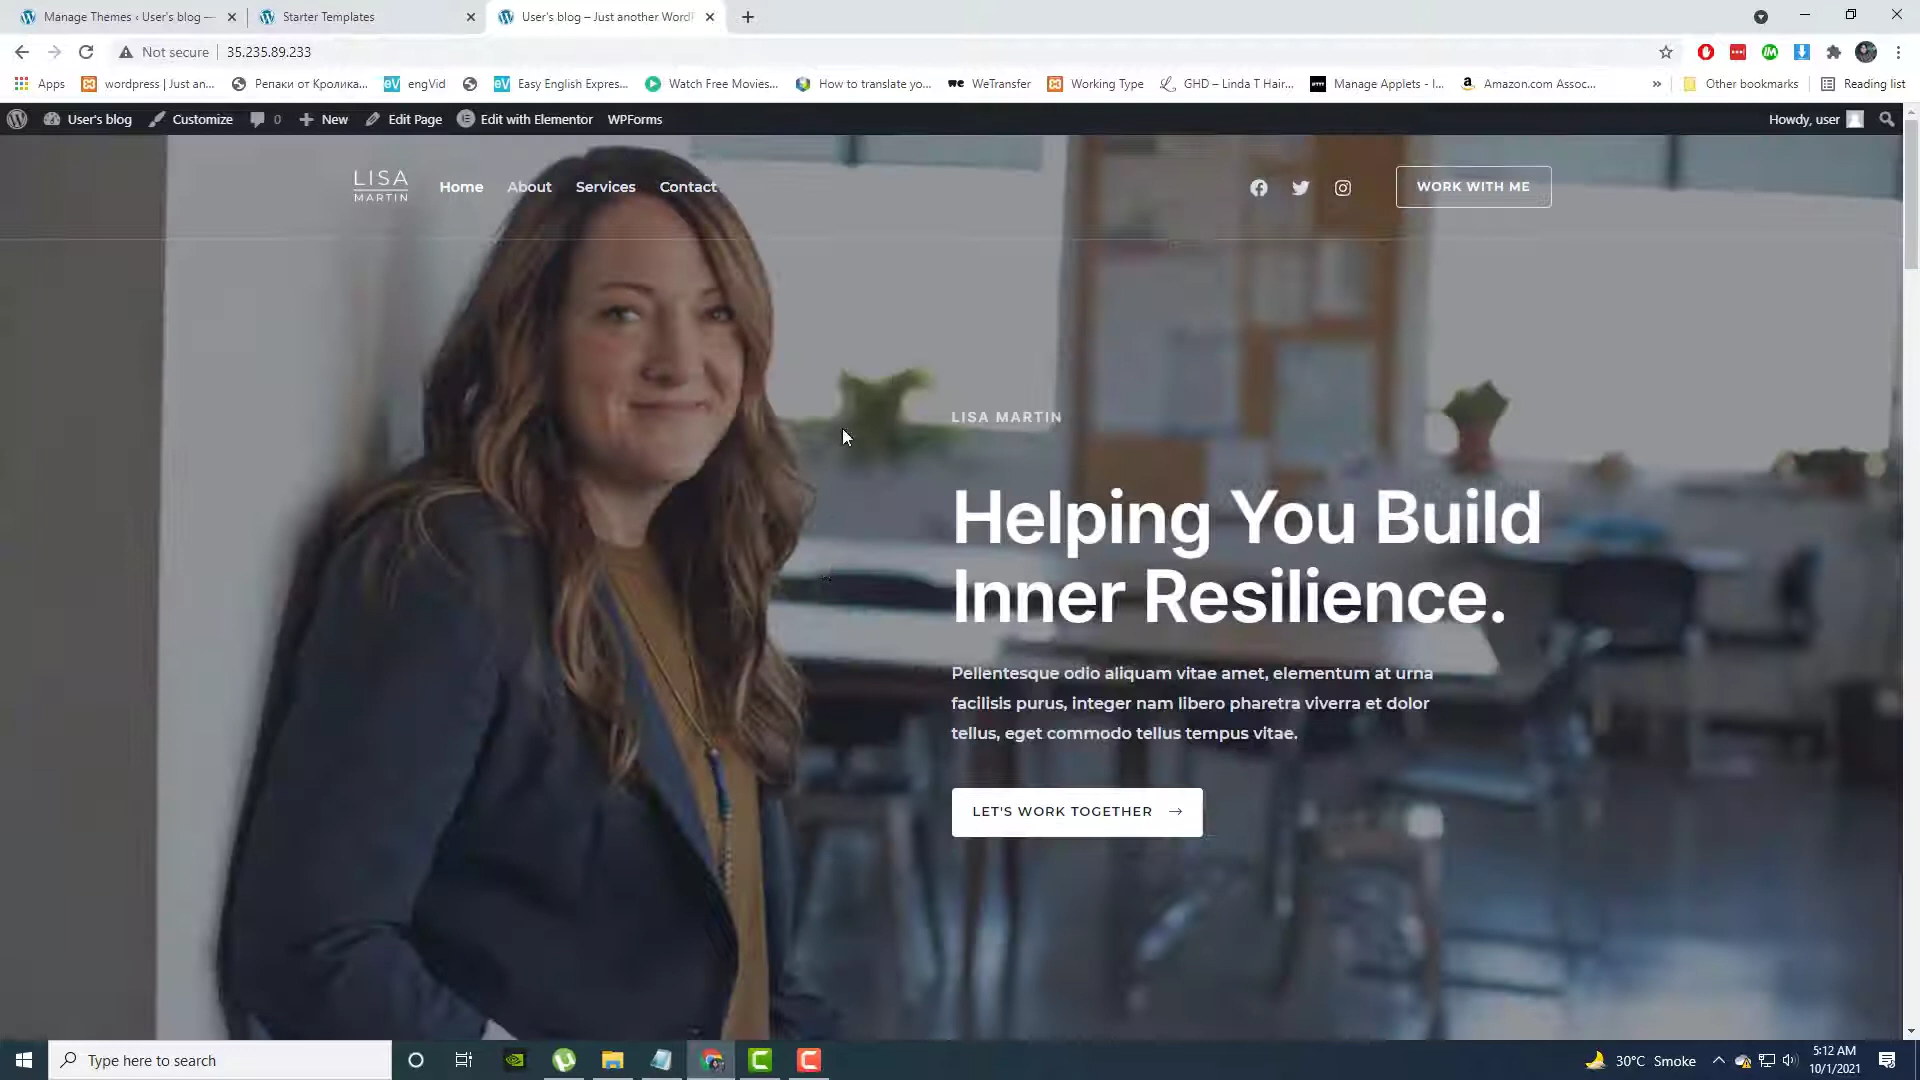 Manage Themes ‹ User's blog —
Starter Templates
User's blog – Just another WordP
Not secure
35.235.89.233
Apps
wordpress | Just an...
Репаки от Кролика...
engVid
Easy English Expres...
Watch Free Movies...
How to translate yo...
WeTransfer
Working Type
GHD – Linda T Hair...
Manage Applets - I...
Amazon.com Assoc...
»
Other bookmarks
Reading list
User's blog
Customize
0
New
Edit Page
Edit with Elementor
WPForms
Howdy, user
LISA
MARTIN
Home
About
Services
Contact
WORK WITH ME
LISA MARTIN
Helping You Build
Inner Resilience.
Pellentesque odio aliquam vitae amet, elementum at urna
facilisis purus, integer nam libero pharetra viverra et dolor
tellus, eget commodo tellus tempus vitae.
LET'S WORK TOGETHER →
Type here to search
30°C Smoke
5:12 AM
10/1/2021